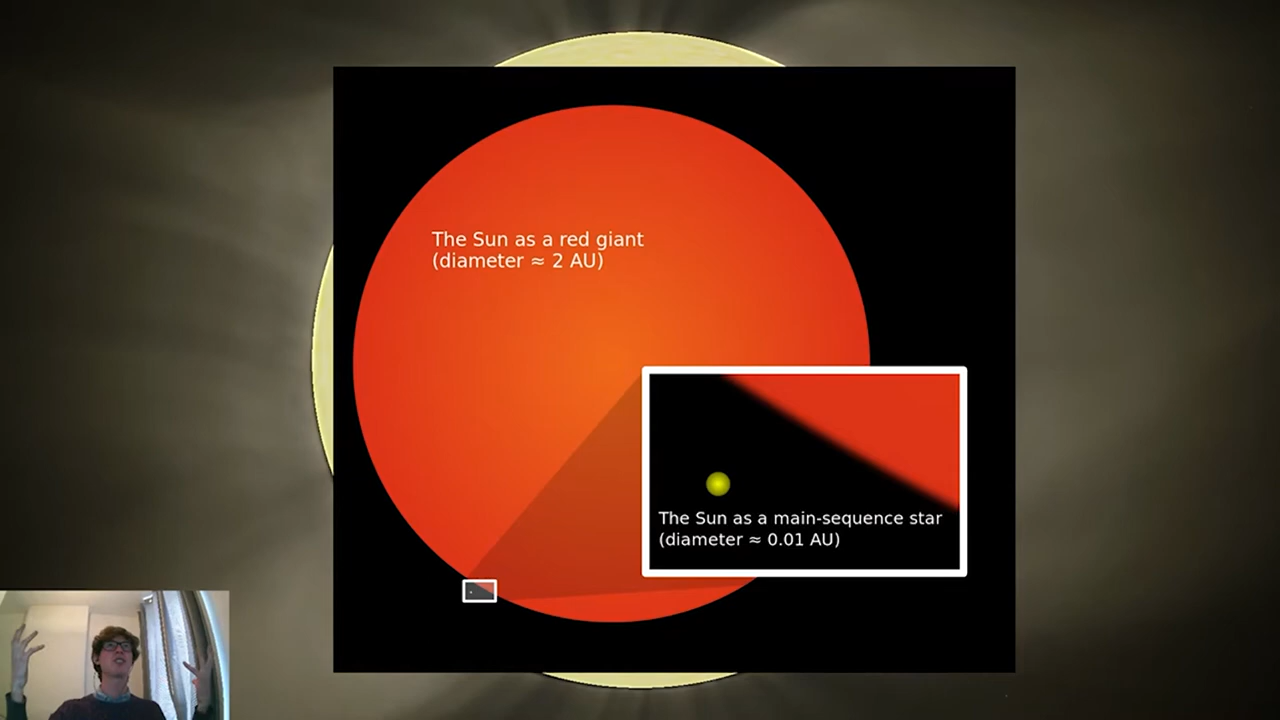 The Sun as a red giant
(diameter ≈ 2 AU)
The Sun as a main-sequence star
(diameter ≈ 0.01 AU)